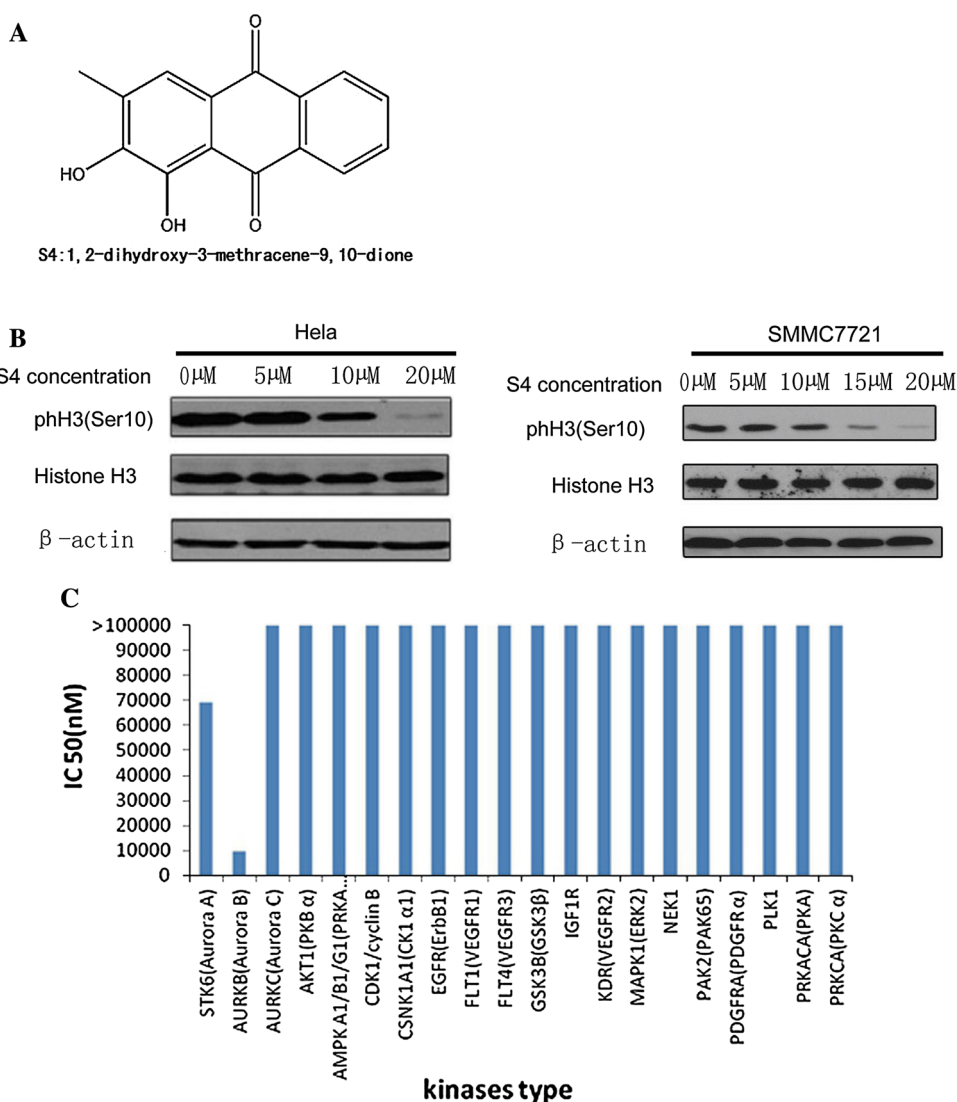 A
O
HO
OH
O
S4:1,2-dihydroxy-3-methracene-9,10-dione
B
Hela
S4 concentration 0μM 5μM 10μM 20μM
phH3(Ser10)
Histone H3
β-actin
SMMC7721
S4 concentration 0μM 5μM 10μM 15μM 20μM
phH3(Ser10)
Histone H3
β-actin
C
IC50(nM)
>100000
90000
80000
70000
60000
50000
40000
30000
20000
10000
0
STK6(Aurora A)
AURKB(Aurora B)
AURKC(Aurora C)
AKT1(PKB α)
AMPK A1/B1/G1(PRKA...
CDK1/cyclin B
CSNK1A1(CK1 α1)
EGFR(ErbB1)
FLT1(VEGFR1)
FLT4(VEGFR3)
GSK3B(GSK3β)
IGF1R
KDR(VEGFR2)
MAPK1(ERK2)
NEK1
PAK2(PAK65)
PDGFRA(PDGFR α)
PLK1
PRKACA(PKA)
PRKCA(PKC α)
kinases type